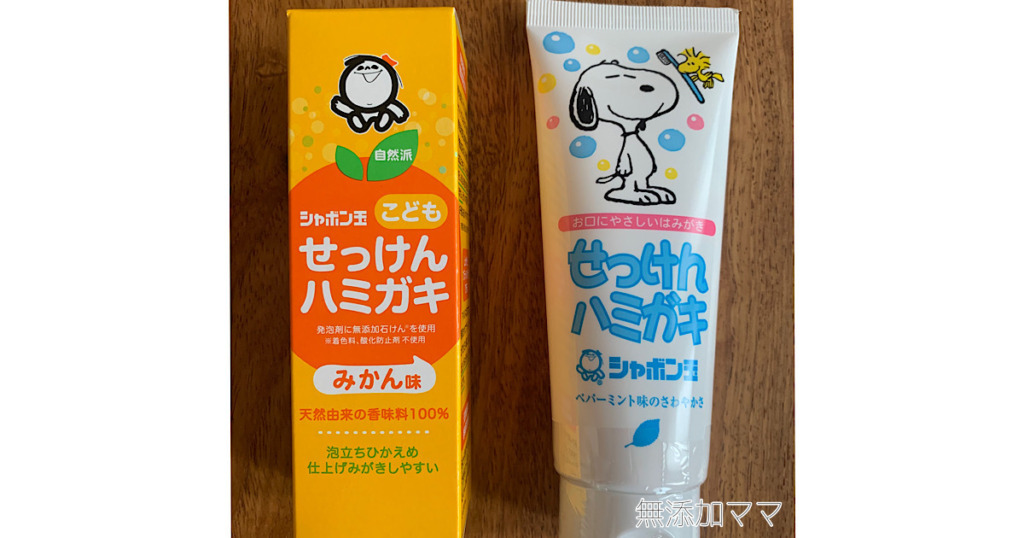 自然派
シャボン玉 こども
せっけん
ハミガキ
発泡剤に無添加石けん※を使用
※着色料、酸化防止剤 不使用
みかん味
天然由来の香味料100%
泡立ちひかえめ
仕上げみがきしやすい
お口にやさしいはみがき
せっけん
ハミガキ
シャボン玉
ペパーミント味のさわやかさ
無添加ママ